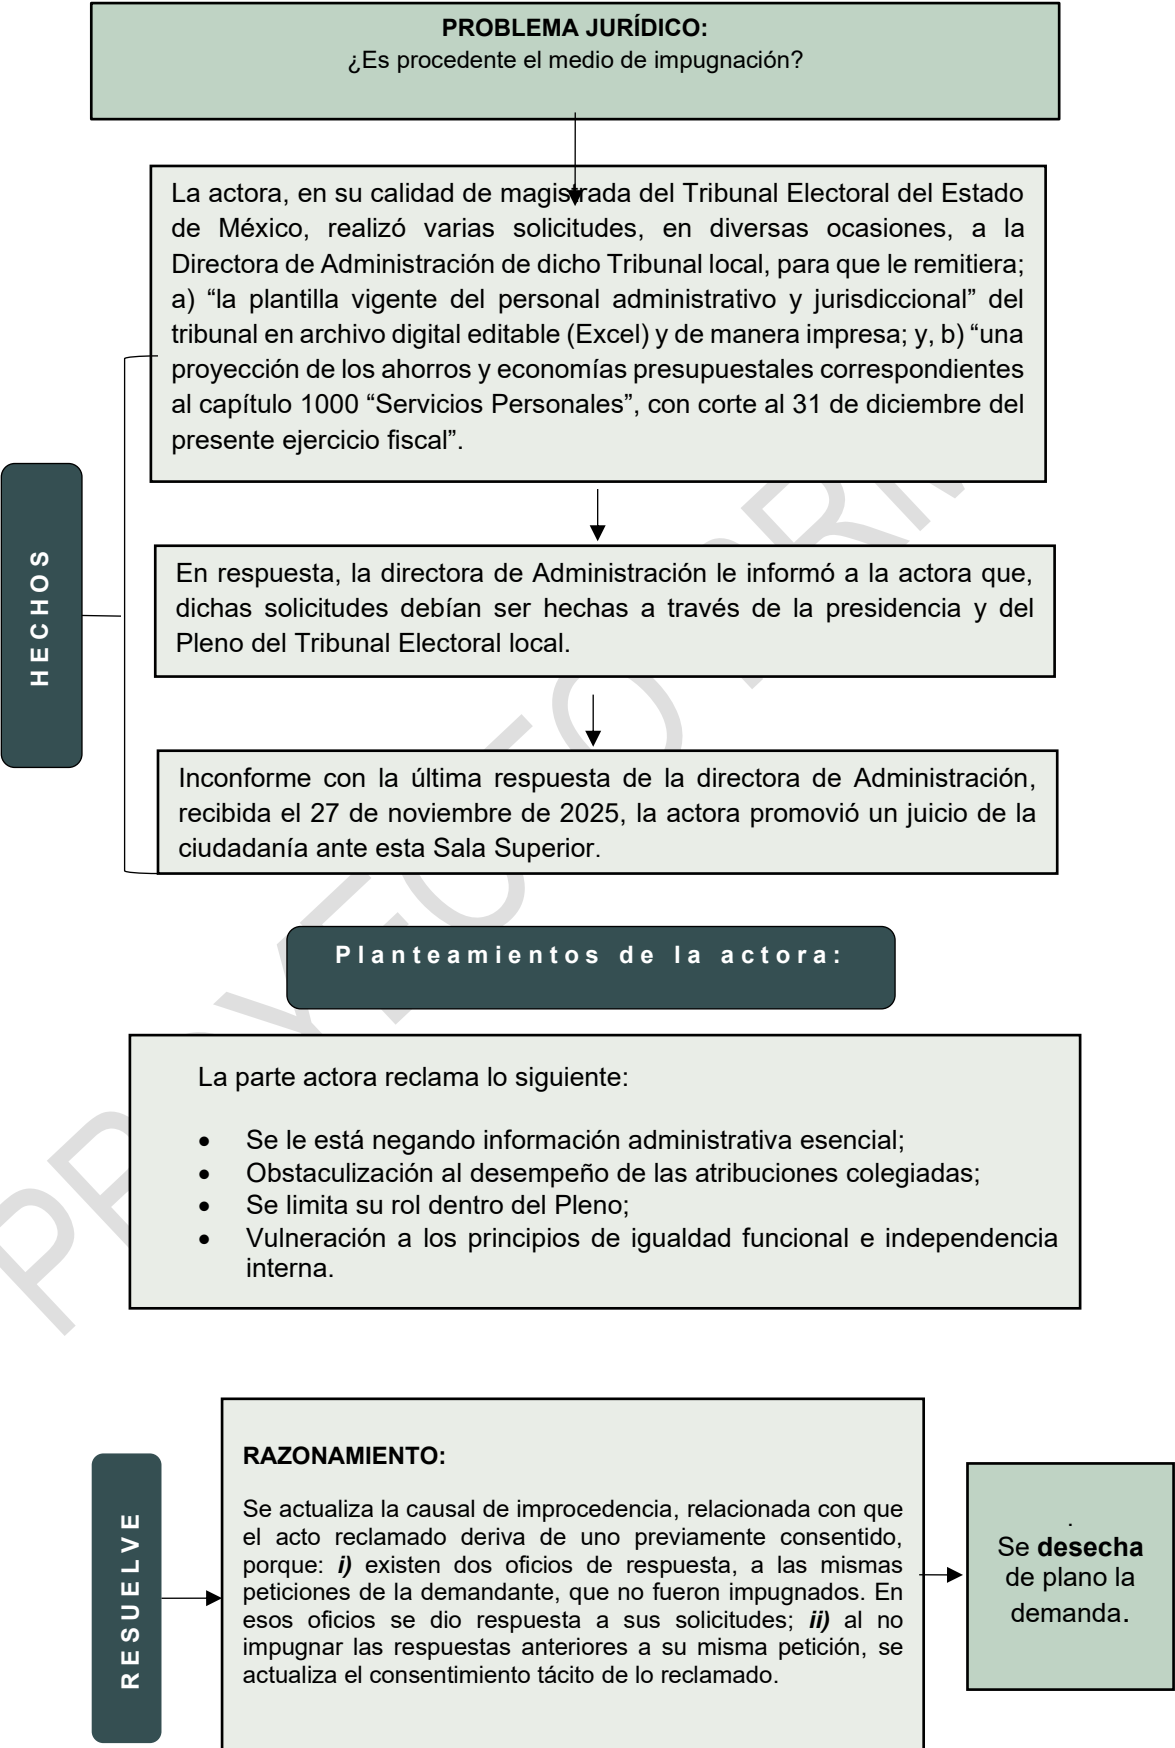 PROBLEMA JURÍDICO:
¿Es procedente el medio de impugnación?
La actora, en su calidad de magistrada del Tribunal Electoral del Estado
de México, realizó varias solicitudes, en diversas ocasiones, a la
Directora de Administración de dicho Tribunal local, para que le remitiera;
a) “la plantilla vigente del personal administrativo y jurisdiccional” del
tribunal en archivo digital editable (Excel) y de manera impresa; y, b) “una
proyección de los ahorros y economías presupuestales correspondientes
al capítulo 1000 “Servicios Personales”, con corte al 31 de diciembre del
presente ejercicio fiscal”.
HECHOS
En respuesta, la directora de Administración le informó a la actora que,
dichas solicitudes debían ser hechas a través de la presidencia y del
Pleno del Tribunal Electoral local.
Inconforme con la última respuesta de la directora de Administración,
recibida el 27 de noviembre de 2025, la actora promovió un juicio de la
ciudadanía ante esta Sala Superior.
Planteamientos de la actora:
La parte actora reclama lo siguiente:
• Se le está negando información administrativa esencial;
• Obstaculización al desempeño de las atribuciones colegiadas;
• Se limita su rol dentro del Pleno;
• Vulneración a los principios de igualdad funcional e independencia
interna.
RESUELVE
RAZONAMIENTO:
Se actualiza la causal de improcedencia, relacionada con que
el acto reclamado deriva de uno previamente consentido,
porque: i) existen dos oficios de respuesta, a las mismas
peticiones de la demandante, que no fueron impugnados. En
esos oficios se dio respuesta a sus solicitudes; ii) al no
impugnar las respuestas anteriores a su misma petición, se
actualiza el consentimiento tácito de lo reclamado.
.
Se desecha
de plano la
demanda.